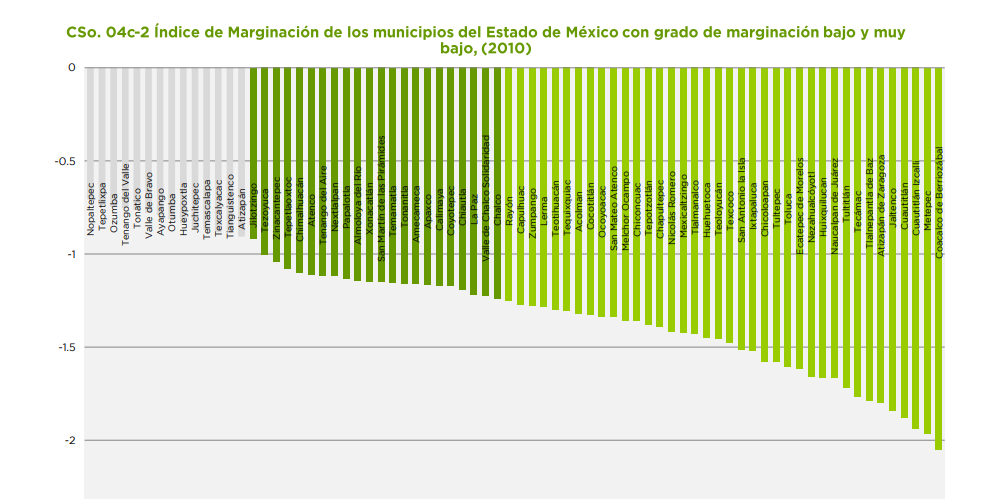 CSo. 04c-2 Índice de Marginación de los municipios del Estado de México con grado de marginación bajo y muy
bajo, (2010)
0
-0.5
-1
-1.5
-2
Nopaltepec
Tepetlixpa
Ozumba
Tenango del Valle
Tonatico
Valle de Bravo
Ayapango
Otumba
Hueypoxtla
Juchitepec
Temascalapa
Texcalyacac
Tianguistenco
Atizapán
Jilotzingo
Tezoyuca
Zinacantepec
Tepetlaoxtoc
Chimalhuacán
Atenco
Tenango del Aire
Nextlalpan
Papalotla
Almoloya del Río
Xonacatlán
San Martín de las Pirámides
Temamatla
Tonanitla
Amecameca
Apaxco
Calimaya
Coyotepec
Chiautla
La Paz
Valle de Chalco Solidaridad
Chalco
Rayón
Capulhuac
Zumpango
Lerma
Teotihuacán
Tequixquiac
Acolman
Cocotitlán
Ocoyoacac
San Mateo Atenco
Melchor Ocampo
Chiconcuac
Tepotzotlán
Chapultepec
Nicolás Romero
Mexicaltzingo
Tlalmanalco
Huehuetoca
Teoloyucán
Texcoco
San Antonio la Isla
Ixtapaluca
Chicoloapan
Tultepec
Toluca
Ecatepec de Morelos
Nezahualcóyotl
Huixquilucan
Naucalpan de Juárez
Tultitlán
Tecámac
Tlalnepantla de Baz
Atizapán de Zaragoza
Jaltenco
Cuautitlán
Cuautitlán Izcalli
Metepec
Coacalco de Berriozábal